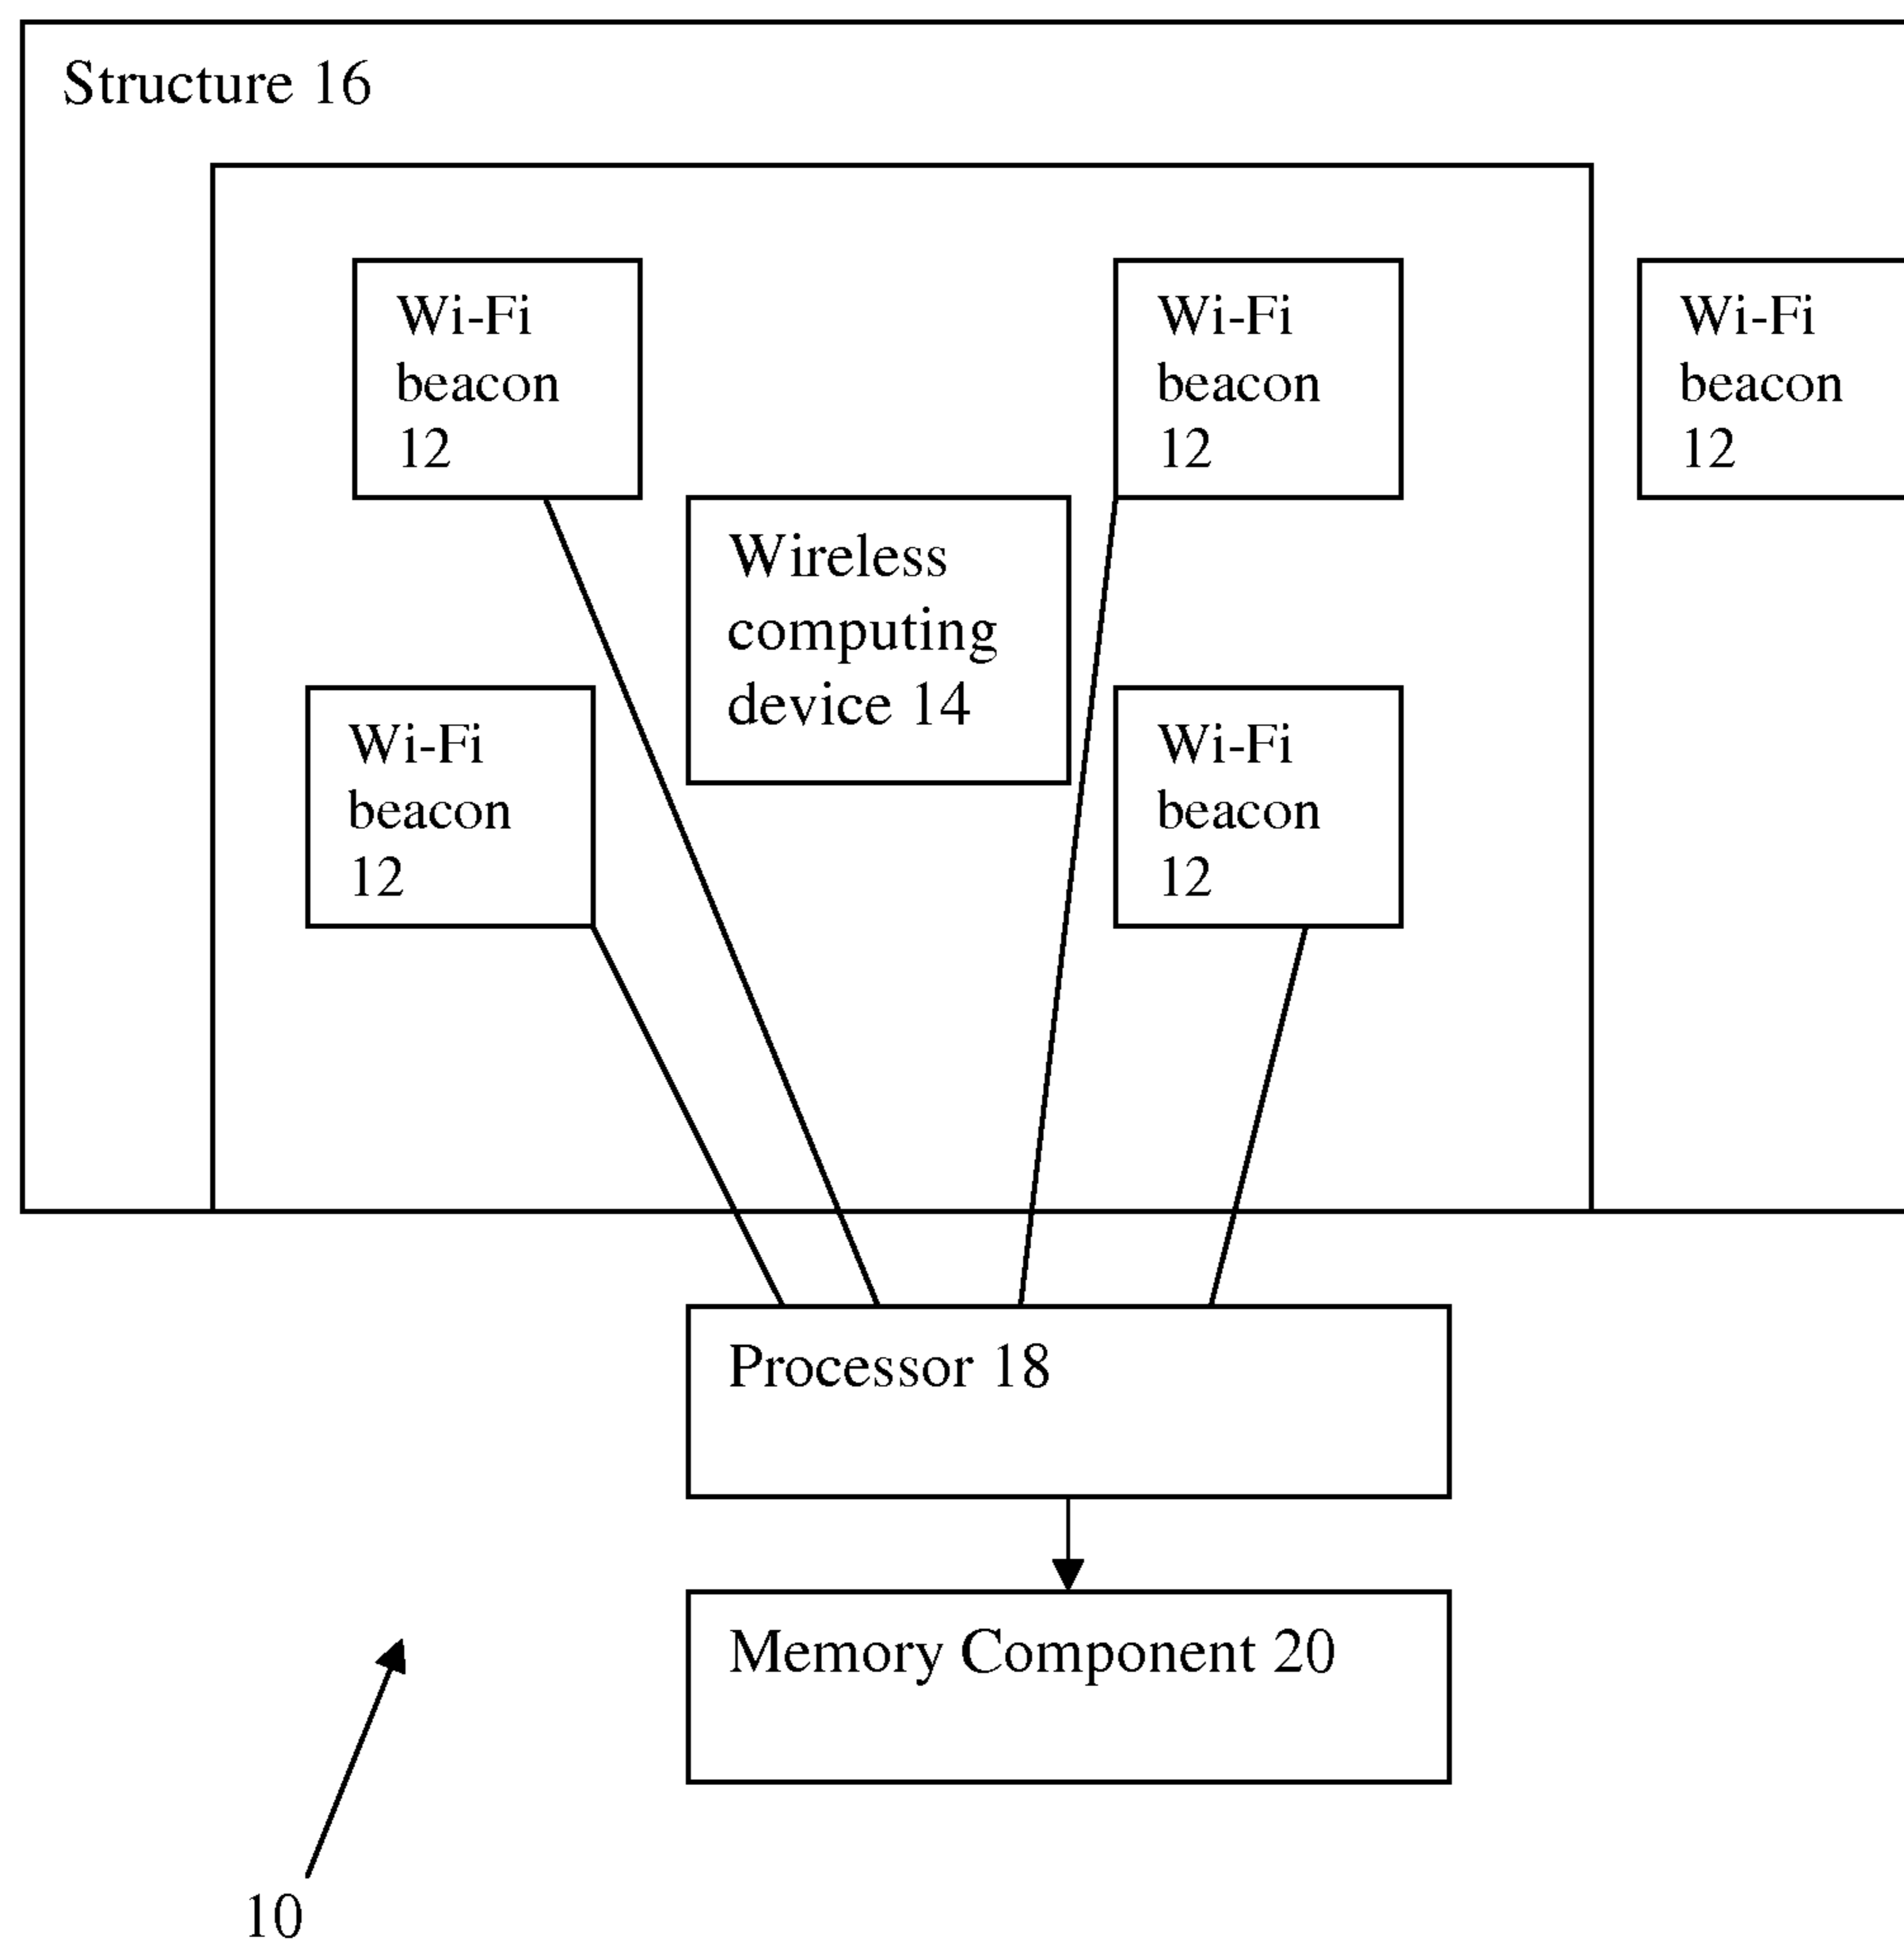 Structure 16
Wi-Fi
beacon
12
Wi-Fi
beacon
12
Wi-Fi
beacon
12
Wireless
computing
device 14
Wi-Fi
beacon
12
Wi-Fi
beacon
12
Processor 18
Memory Component 20
10